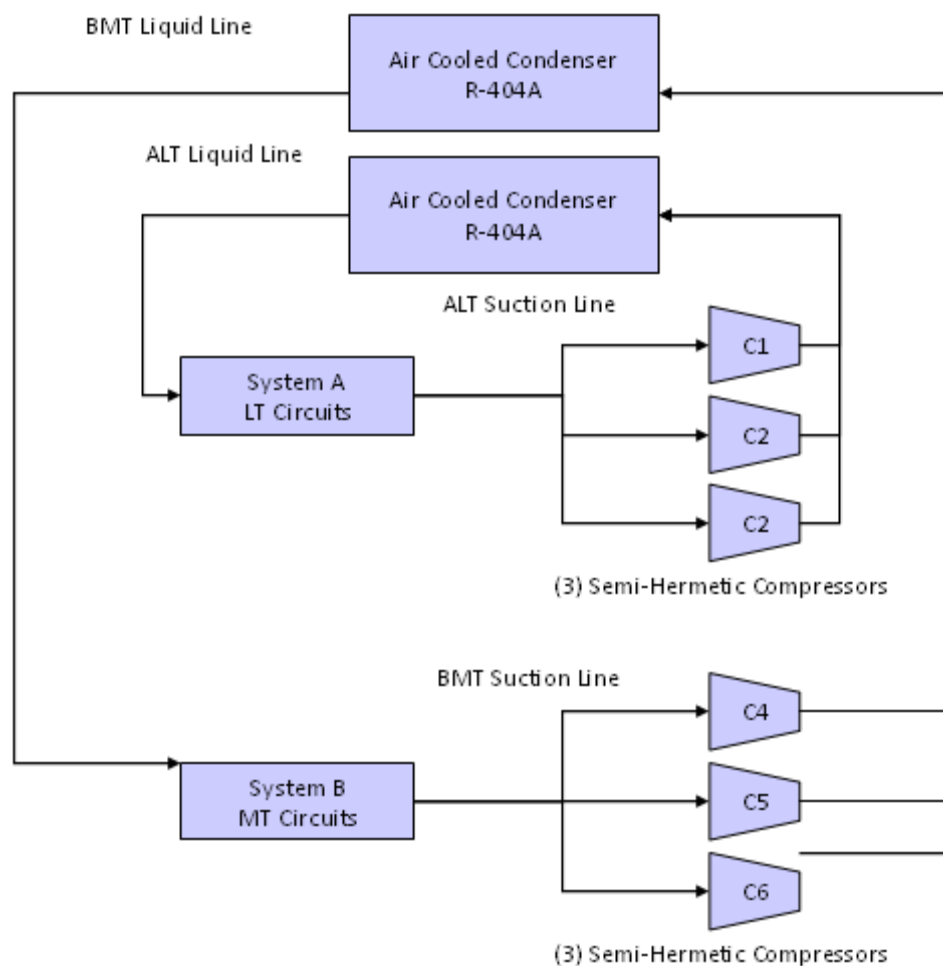 BMT Liquid Line
Air Cooled Condenser
R-404A
ALT Liquid Line
Air Cooled Condenser
R-404A
ALT Suction Line
C1
System A
LT Circuits
C2
C2
(3) Semi-Hermetic Compressors
BMT Suction Line
C4
System B
MT Circuits
C5
C6
(3) Semi-Hermetic Compressors